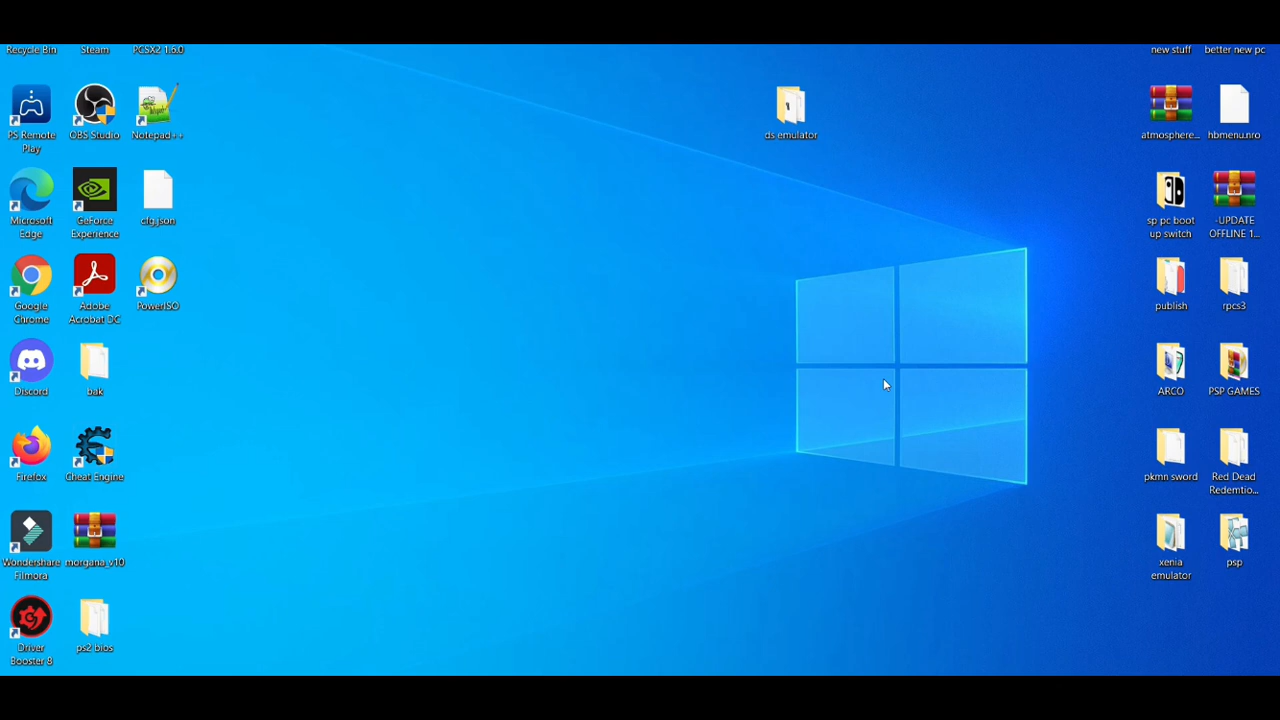 Recycle Bin
Steam
PCSX2 1.6.0
new stuff
better new pc
PS Remote
Play
OBS Studio
Notepad++
ds emulator
atmosphere...
hbmenu.nro
Microsoft
Edge
GeForce
Experience
cfg.json
sp pc boot
up switch
-UPDATE
OFFLINE 1...
Google
Chrome
Adobe
Acrobat DC
PowerISO
publish
rpcs3
Discord
bak
ARCO
PSP GAMES
Firefox
Cheat Engine
pkmn sword
Red Dead
Redemtio...
Wondershare
Filmora
morgana_v10
xenia
emulator
psp
Driver
Booster 8
ps2 bios